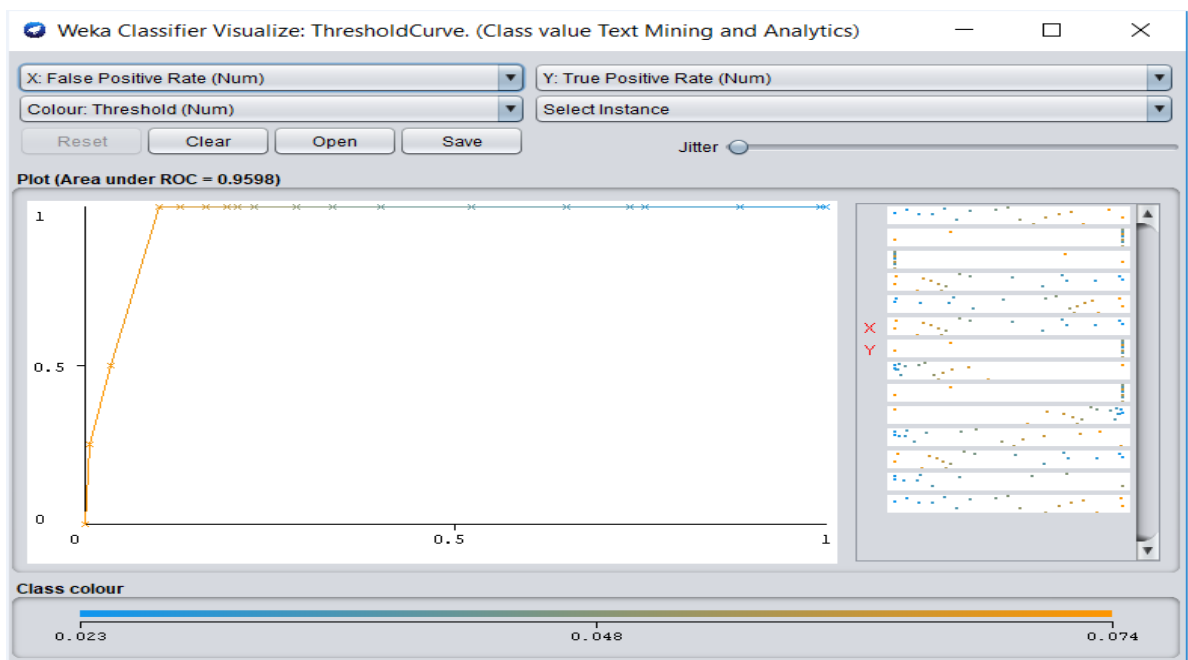 Weka Classifier Visualize: ThresholdCurve. (Class value Text Mining and Analytics)
X: False Positive Rate (Num)
Y: True Positive Rate (Num)
Colour: Threshold (Num)
Select Instance
Reset
Clear
Open
Save
Jitter
Plot (Area under ROC = 0.9598)
1
0.5
0
0
0.5
1
X
Y
Class colour
0.023
0.048
0.074